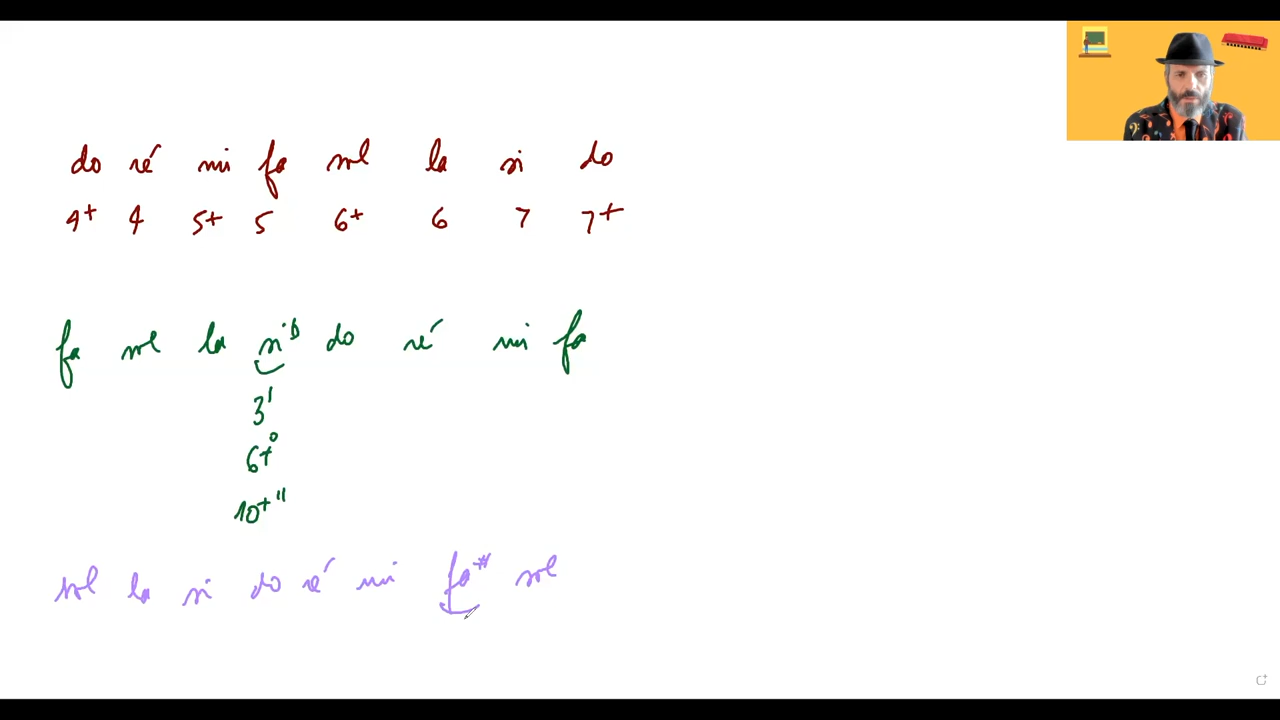 do ré mi fa sol la si do
4+ 4 5+ 5 6+ 6 7 7+
fa sol la si♭ do ré mi fa
3'
6+°
10+"
sol la si do ré mi fa# sol